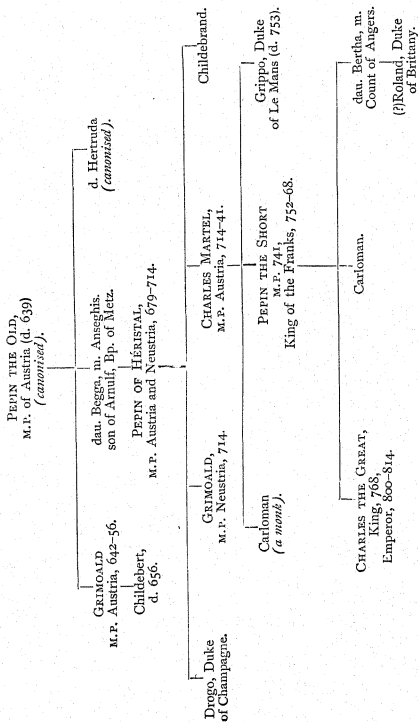 PEPIN THE OLD,
M.P. of Austria (d. 639)
(canonised).
GRIMOALD
M.P. Austria, 642–56.
dau. Begga, m. Anseghis.
son of Arnulf, Bp. of Metz.
d. Hertruda
(canonised).
Childebert,
d. 656.
PEPIN OF HERISTAL,
M.P. Austria and Neustria, 679–714.
Drogo, Duke
of Champagne.
GRIMOALD,
M.P. Neustria, 714.
CHARLES MARTEL,
M.P. Austria, 714–41.
Childebrand.
Carloman
(a monk).
PEPIN THE SHORT
M.P. 741,
King of the Franks, 752–68.
Grippo, Duke
of Le Mans (d. 753).
CHARLES THE GREAT,
King, 768,
Emperor, 800–814.
Carloman.
dau. Bertha, m.
Count of Angers.
(?)Roland, Duke
of Brittany.